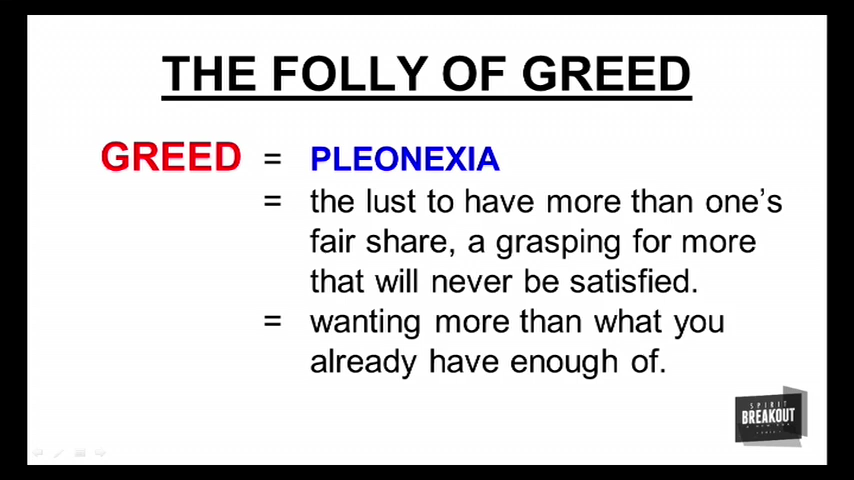 THE FOLLY OF GREED
GREED = PLEONEXIA
= the lust to have more than one’s
fair share, a grasping for more
that will never be satisfied.
= wanting more than what you
already have enough of.
SPIRIT
BREAKOUT